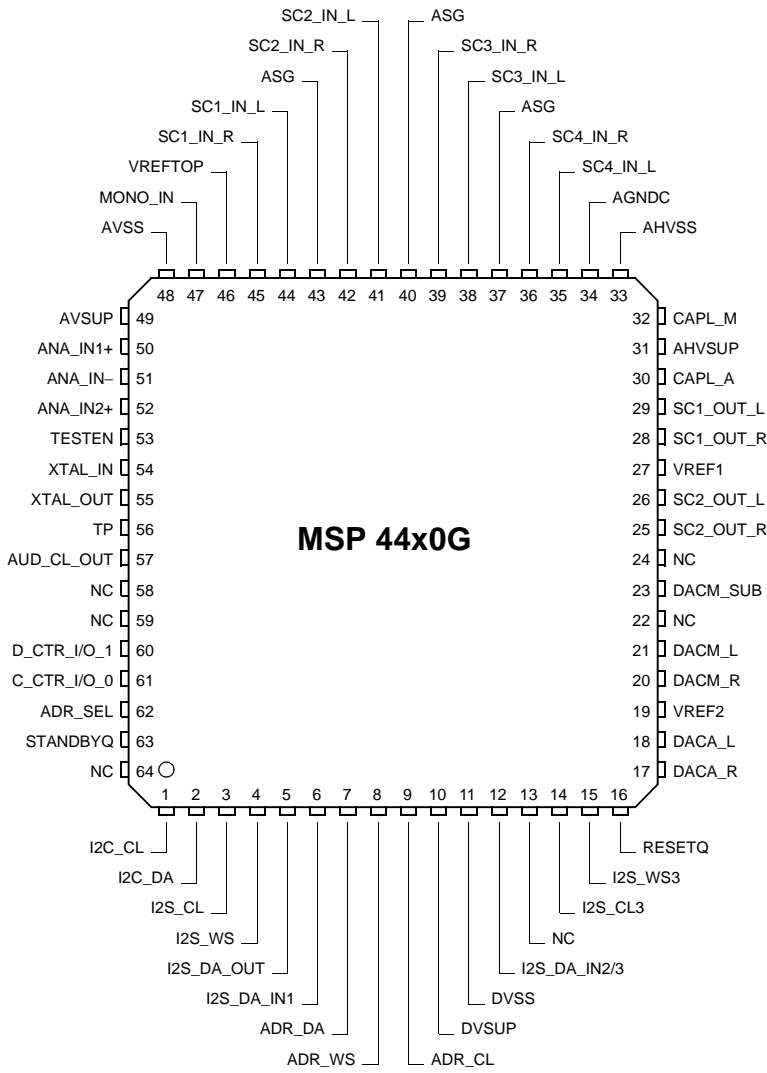 SC2_IN_L ASG
SC2_IN_R SC3_IN_R
ASG SC3_IN_L
SC1_IN_L ASG
SC1_IN_R SC4_IN_R
VREFTOP SC4_IN_L
MONO_IN AGNDC
AVSS AHVSS
48 47 46 45 44 43 42 41 40 39 38 37 36 35 34 33
AVSUP 49 32 CAPL_M
ANA_IN1+ 50 31 AHVSUP
ANA_IN− 51 30 CAPL_A
ANA_IN2+ 52 29 SC1_OUT_L
TESTEN 53 28 SC1_OUT_R
XTAL_IN 54 27 VREF1
XTAL_OUT 55 26 SC2_OUT_L
TP 56 25 SC2_OUT_R
MSP 44x0G
AUD_CL_OUT 57 24 NC
NC 58 23 DACM_SUB
NC 59 22 NC
D_CTR_I/O_1 60 21 DACM_L
C_CTR_I/O_0 61 20 DACM_R
ADR_SEL 62 19 VREF2
STANDBYQ 63 18 DACA_L
NC 64 17 DACA_R
1 2 3 4 5 6 7 8 9 10 11 12 13 14 15 16
I2C_CL RESETQ
I2C_DA I2S_WS3
I2S_CL I2S_CL3
I2S_WS NC
I2S_DA_OUT I2S_DA_IN2/3
I2S_DA_IN1 DVSS
ADR_DA DVSUP
ADR_WS ADR_CL